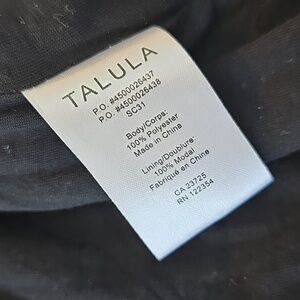 TALULA
P.O. #4500026437
P.O. #4500026438
SC31
Body/Corps:
100% Polyester
Made in China
Lining/Doublure:
100% Modal
Fabriqué en Chine
CA 23725
RN 122354